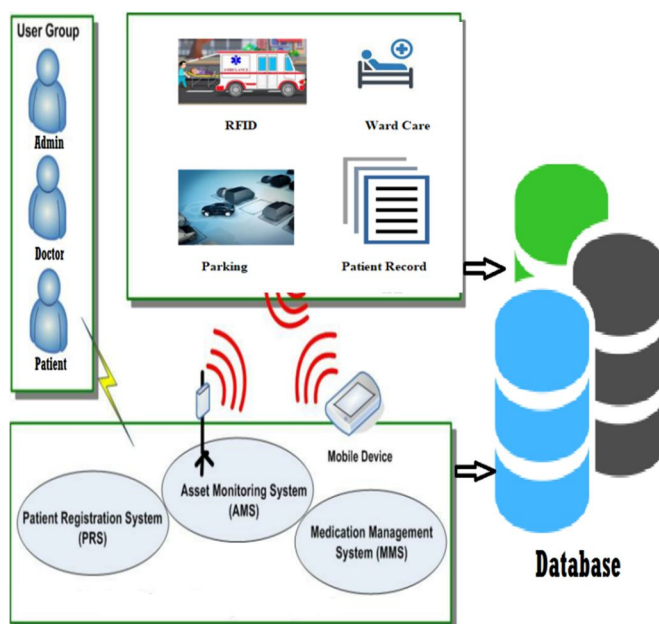 User Group
Admin
Doctor
Patient
AMBULANCE
RFID
Ward Care
Parking
Patient Record
Mobile Device
Patient Registration System
(PRS)
Asset Monitoring System
(AMS)
Medication Management
System (MMS)
Database